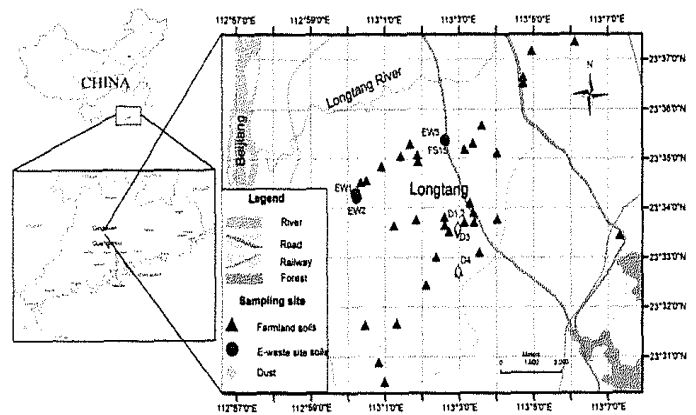 112°57'0"E 112°59'0"E 113°1'0"E 113°3'0"E 113°5'0"E 113°7'0"E
CHINA
N
23°37'0"N
23°36'0"N
23°35'0"N
23°34'0"N
23°33'0"N
23°32'0"N
23°31'0"N
Longtang River
Beijiang
EW3
FS15
EW1
EW2
Longtang
D1,2
D3
D4
Legend
River
Road
Railway
Forest
Sampling site
Farmland soils
E-waste site soils
Dust
Meters
112°57'0"E 112°59'0"E 113°1'0"E 113°3'0"E 113°5'0"E 113°7'0"E